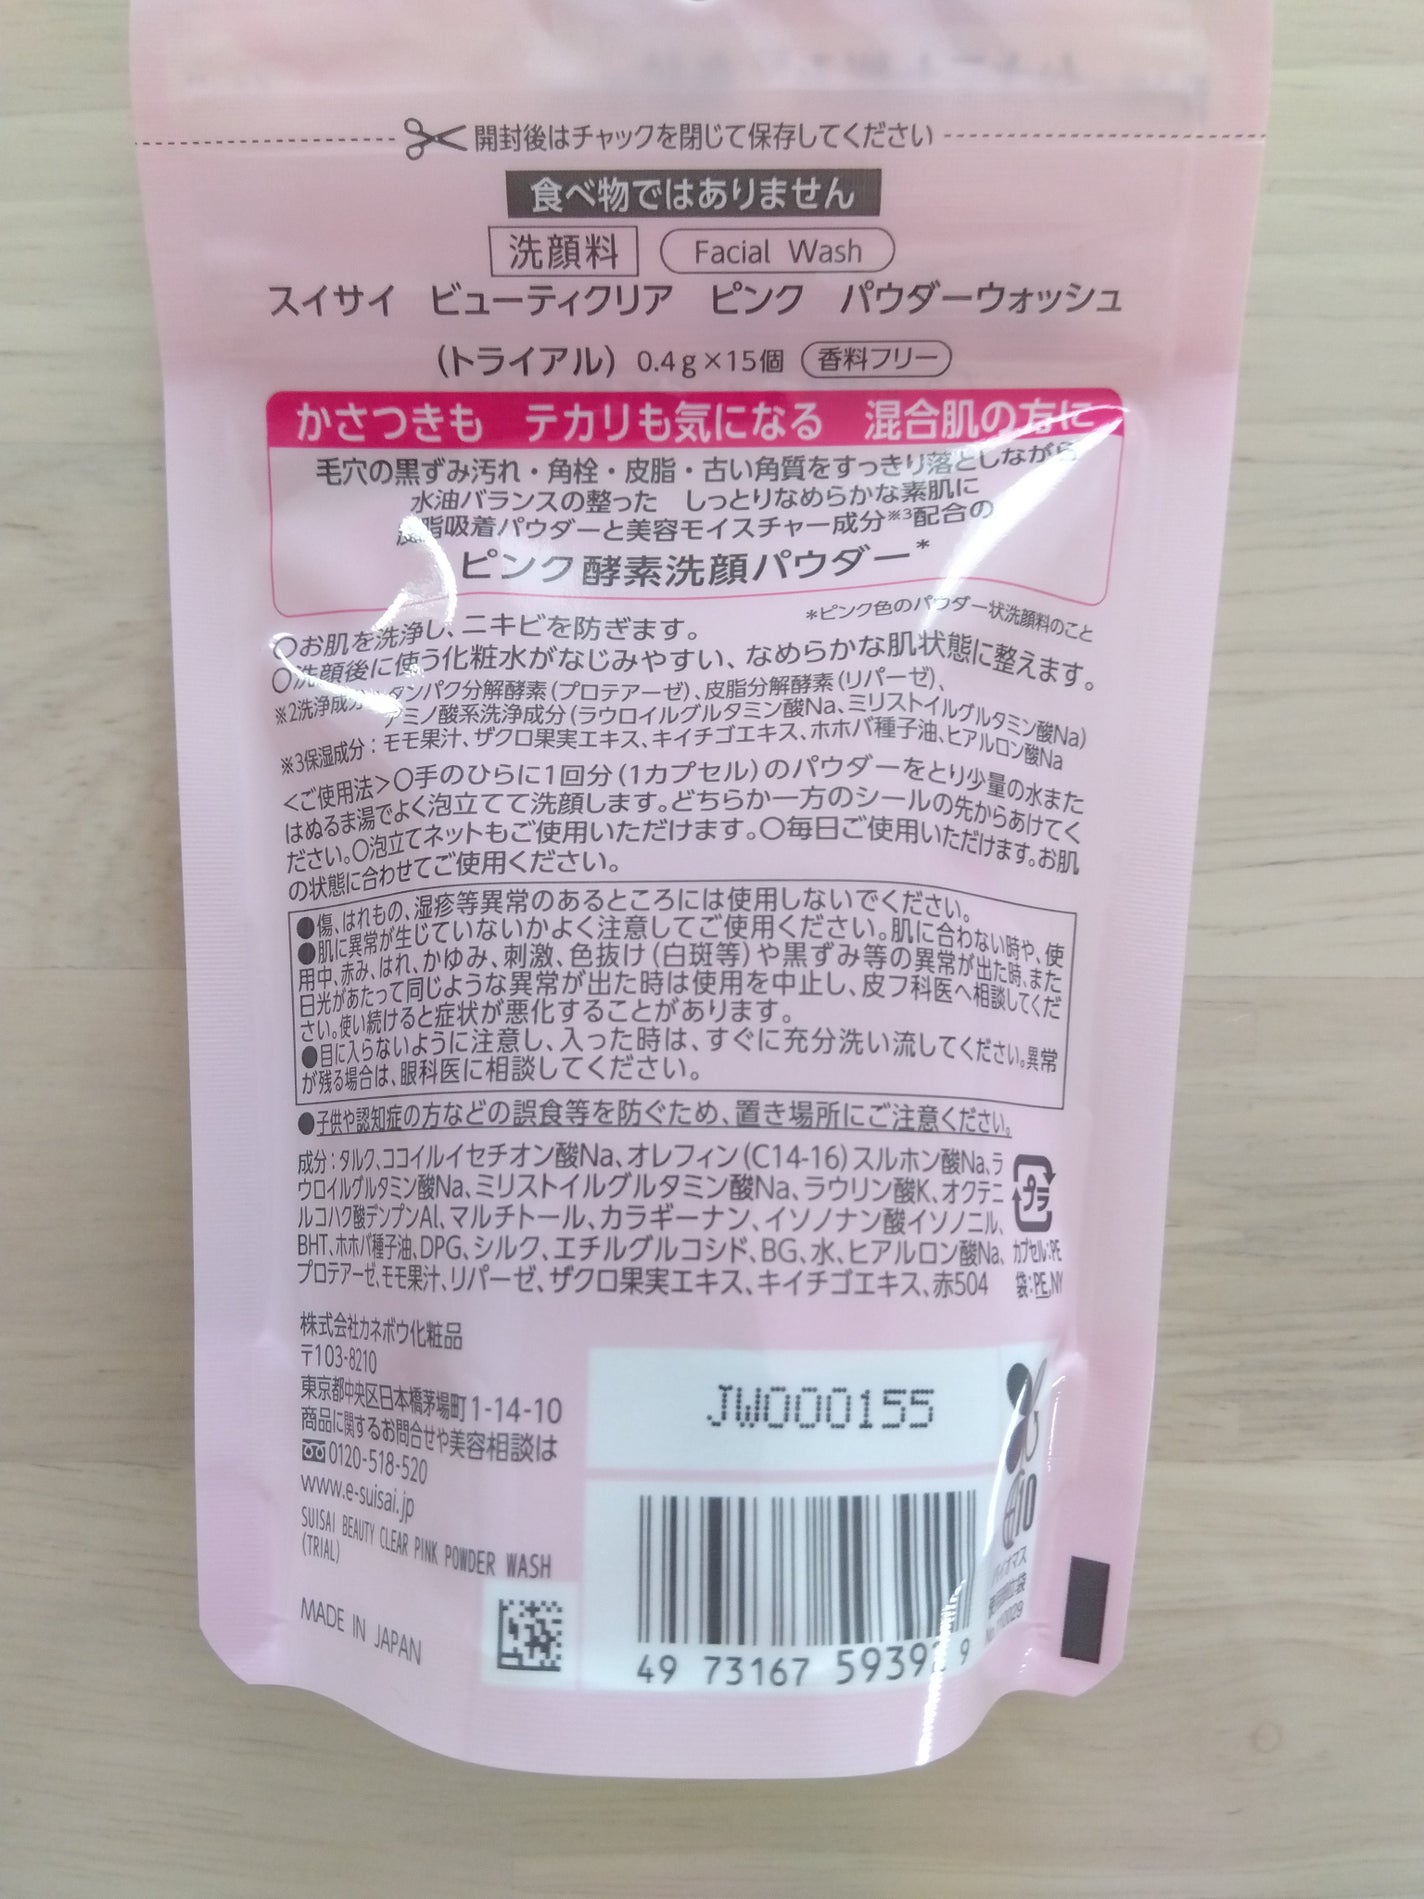 開封後はチャックを閉じて保存してください
食べ物ではありません
洗顔料 Facial Wash
スイサイ ビューティクリア ピンク パウダーウォッシュ
(トライアル) 0.4g×15個 香料フリー
かさつきも テカリも気になる 混合肌の方に
毛穴の黒ずみ汚れ・角栓・皮脂・古い角質をすっきり落としながら
水油バランスの整った しっとりなめらかな素肌に
皮脂吸着パウダーと美容モイスチャー成分※3配合の
ピンク酵素洗顔パウダー*
*ピンク色のパウダー状洗顔料のこと
○お肌を洗浄し、ニキビを防ぎます。
○洗顔後に使う化粧水がなじみやすい、なめらかな肌状態に整えます。
※2洗浄成分:タンパク分解酵素(プロテアーゼ)、皮脂分解酵素(リパーゼ)、
アミノ酸系洗浄成分(ラウロイルグルタミン酸Na、ミリストイルグルタミン酸Na)
※3保湿成分:モモ果汁、ザクロ果実エキス、キイチゴエキス、ホホバ種子油、ヒアルロン酸Na
<ご使用法>○手のひらに1回分(1カプセル)のパウダーをとり少量の水また
はぬるま湯でよく泡立てて洗顔します。どちらか一方のシールの先からあけてく
ださい。○泡立てネットもご使用いただけます。○毎日ご使用いただけます。お肌
の状態に合わせてご使用ください。
●傷、はれもの、湿疹等異常のあるところには使用しないでください。
●肌に異常が生じていないかよく注意してご使用ください。肌に合わない時や、使
用中、赤み、はれ、かゆみ、刺激、色抜け(白斑等)や黒ずみ等の異常が出た時、また
日光があたって同じような異常が出た時は使用を中止し、皮フ科医へ相談してくだ
さい。使い続けると症状が悪化することがあります。
●目に入らないように注意し、入った時は、すぐに充分洗い流してください。異常
が残る場合は、眼科医に相談してください。
●子供や認知症の方などの誤食等を防ぐため、置き場所にご注意ください。
成分:タルク、ココイルイセチオン酸Na、オレフィン(C14-16)スルホン酸Na、ラ
ウロイルグルタミン酸Na、ミリストイルグルタミン酸Na、ラウリン酸K、オクテニ
ルコハク酸デンプンAl、マルチトール、カラギーナン、イソノナン酸イソノニル、
BHT、ホホバ種子油、DPG、シルク、エチルグルコシド、BG、水、ヒアルロン酸Na、
プロテアーゼ、モモ果汁、リパーゼ、ザクロ果実エキス、キイチゴエキス、赤504
プラ
カプセル:PE
袋:PE,NY
株式会社カネボウ化粧品
〒103-8210
東京都中央区日本橋茅場町1-14-10
商品に関するお問合せや美容相談は
0120-518-520
www.e-suisai.jp
SUISAI BEAUTY CLEAR PINK POWDER WASH
(TRIAL)
MADE IN JAPAN
JW000155
49 73167 5939 9
10
バイオマス